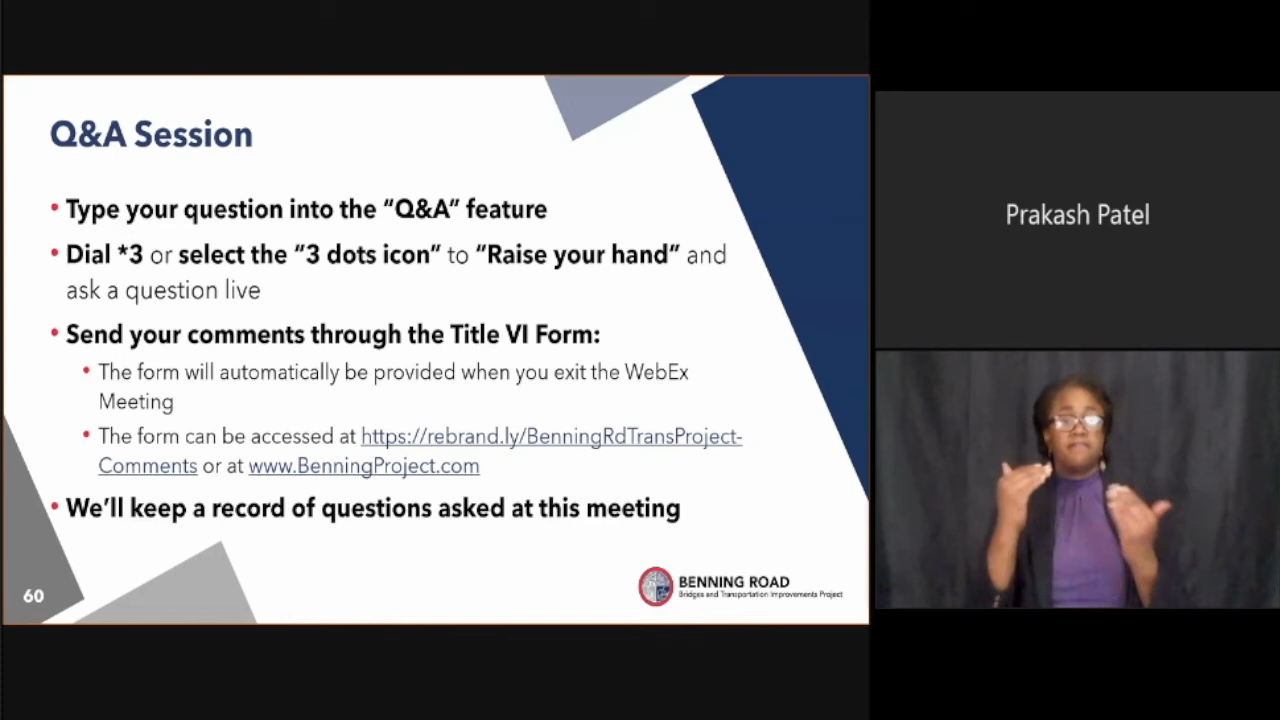 Q&A Session
• Type your question into the “Q&A” feature
• Dial *3 or select the “3 dots icon” to “Raise your hand” and
ask a question live
• Send your comments through the Title VI Form:
• The form will automatically be provided when you exit the WebEx
Meeting
• The form can be accessed at https://rebrand.ly/BenningRdTransProject-
Comments or at www.BenningProject.com
• We’ll keep a record of questions asked at this meeting
60
BENNING ROAD
Bridges and Transportation Improvements Project
Prakash Patel